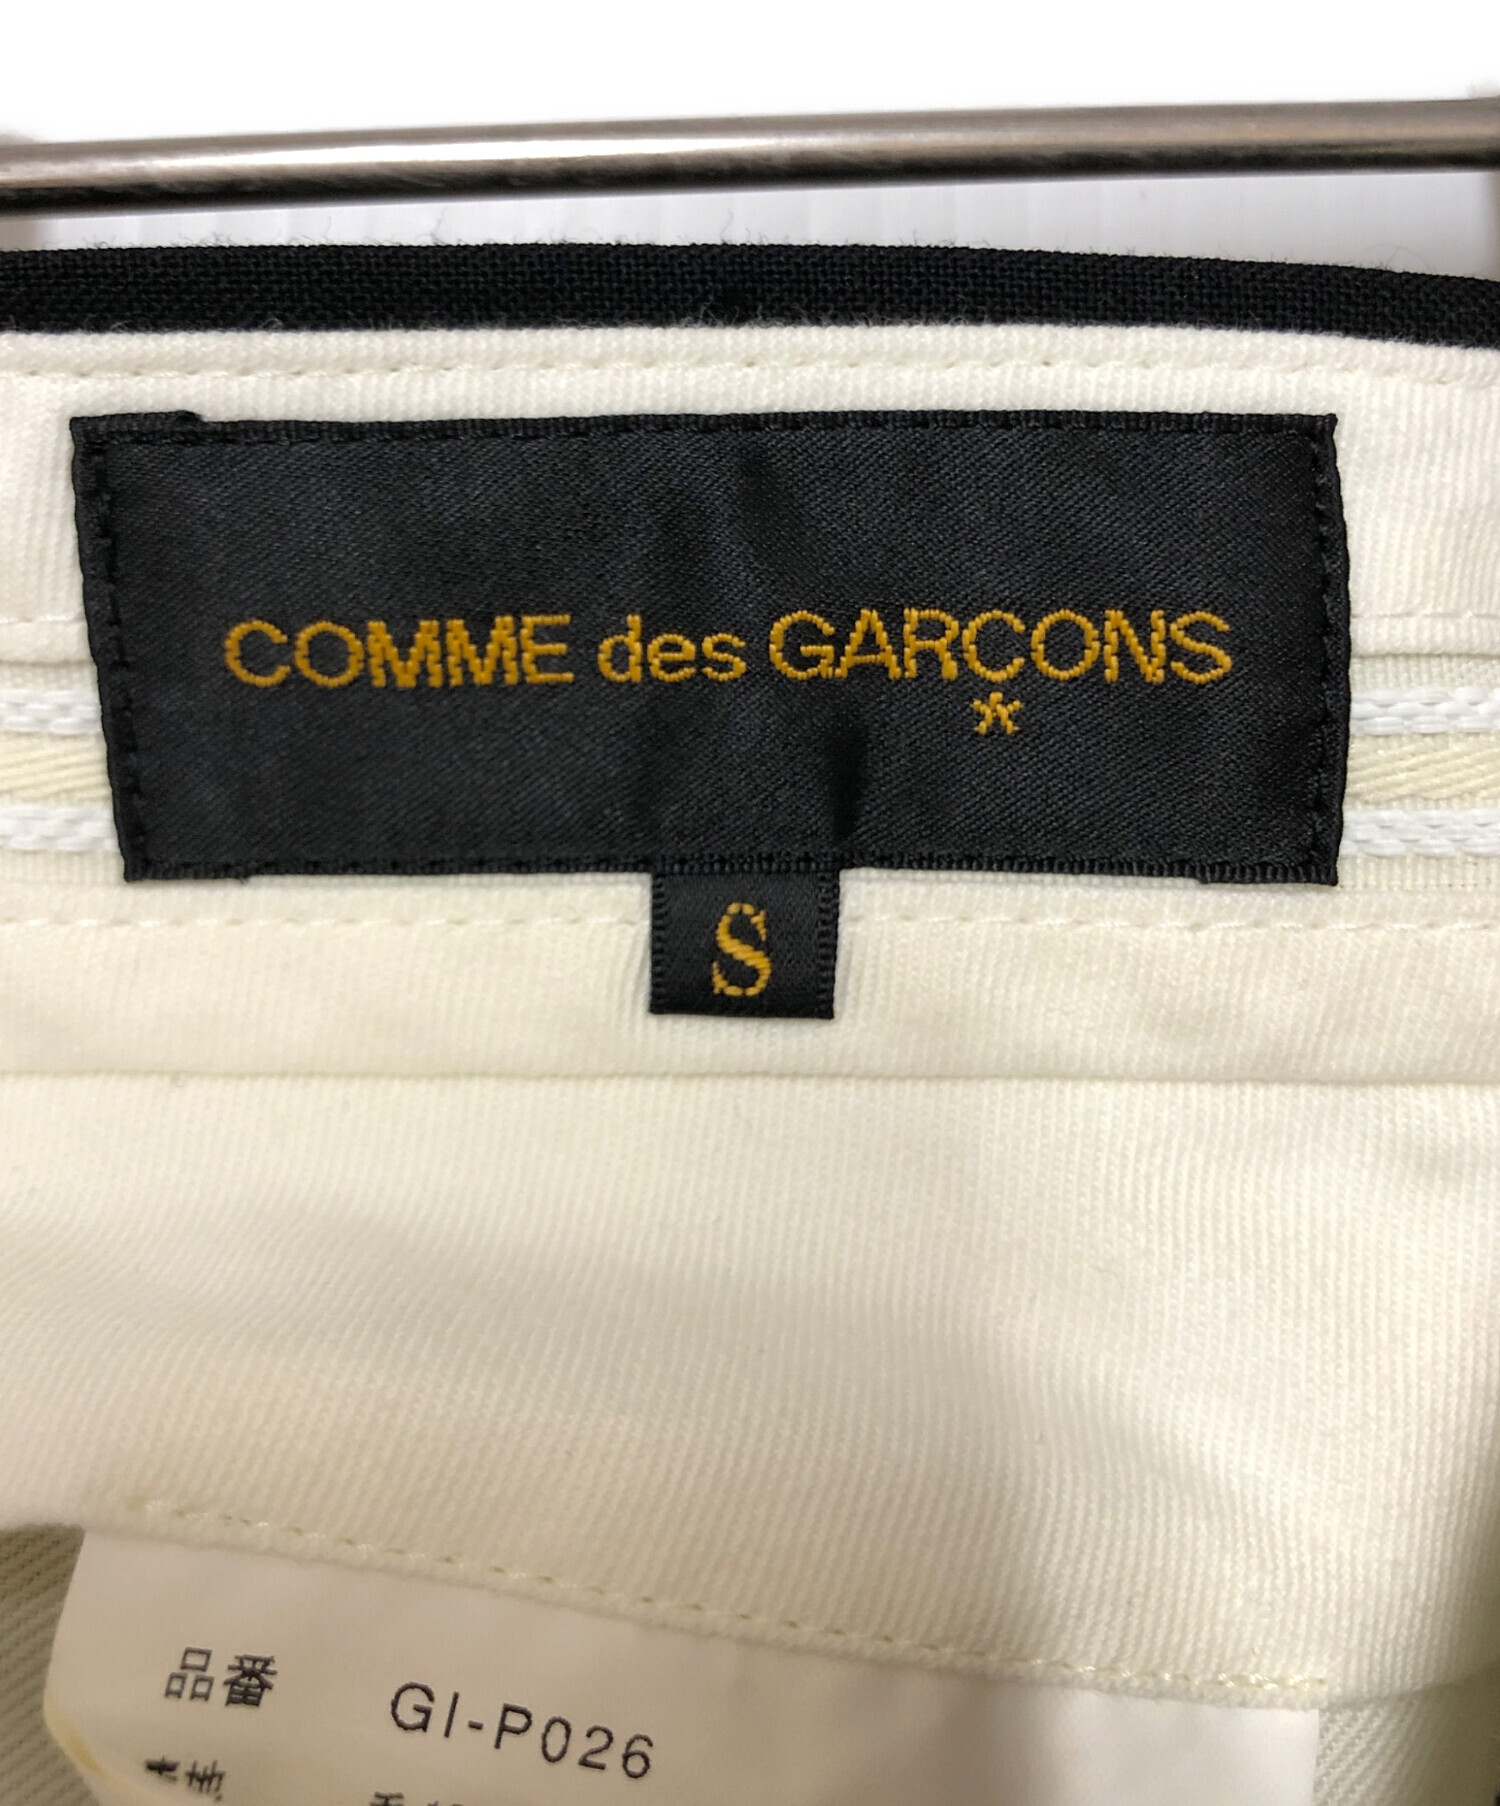 COMME des GARCONS
*
S
品番 GI-P026